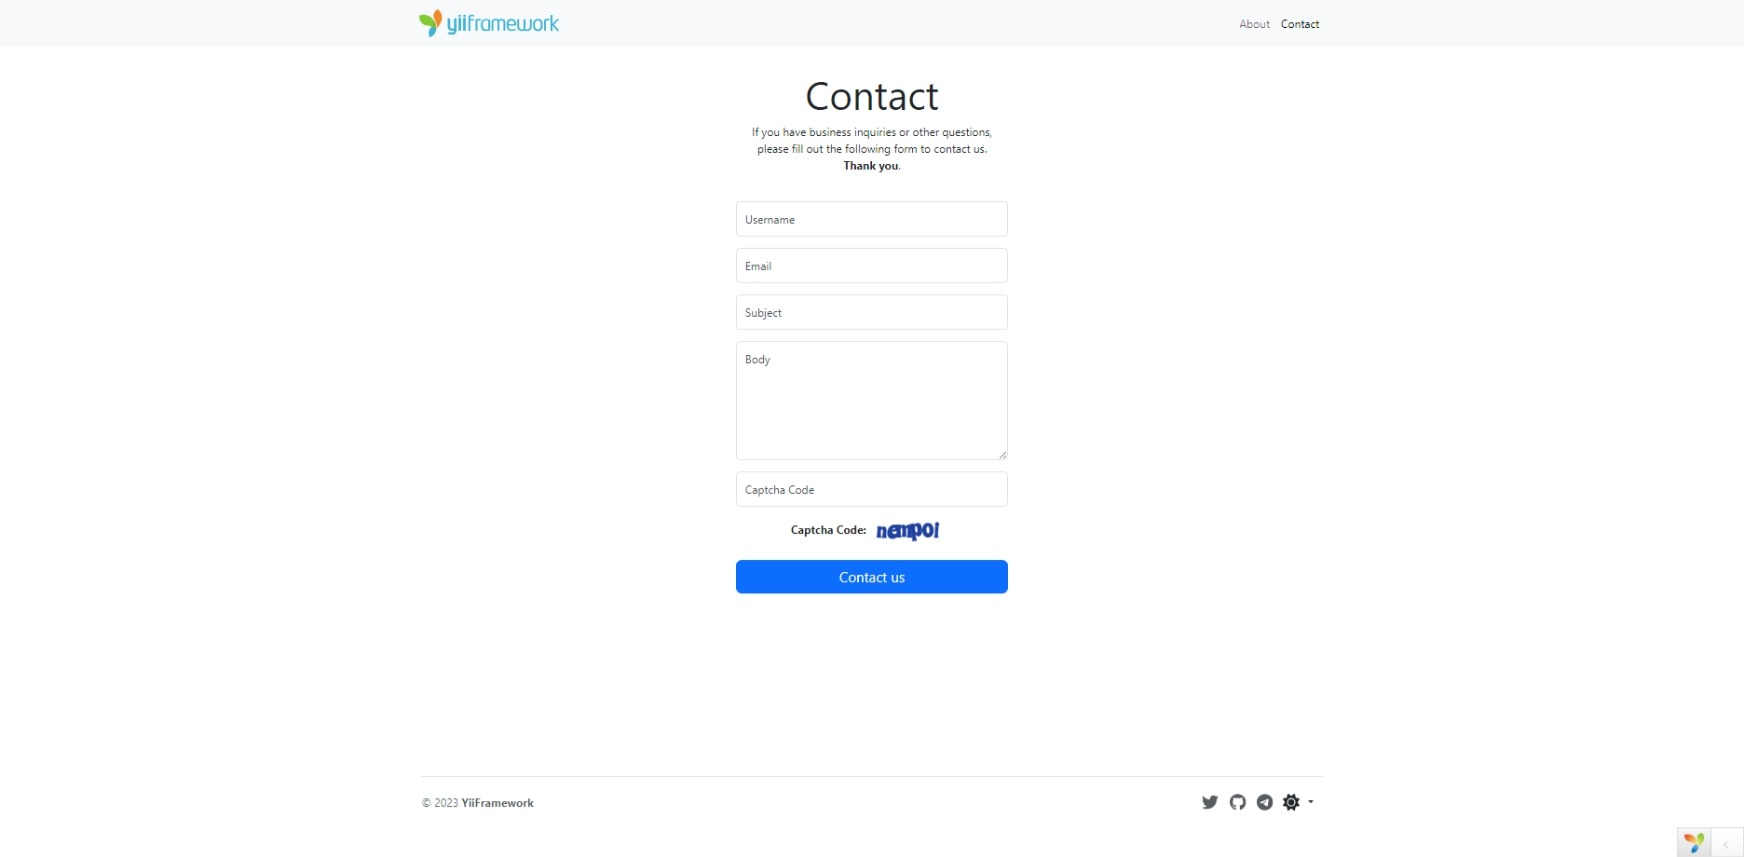 yiiframework
About Contact
Contact
If you have business inquiries or other questions,
please fill out the following form to contact us.
Thank you.
Username
Email
Subject
Body
Captcha Code
Captcha Code:
Contact us
© 2023 YiiFramework